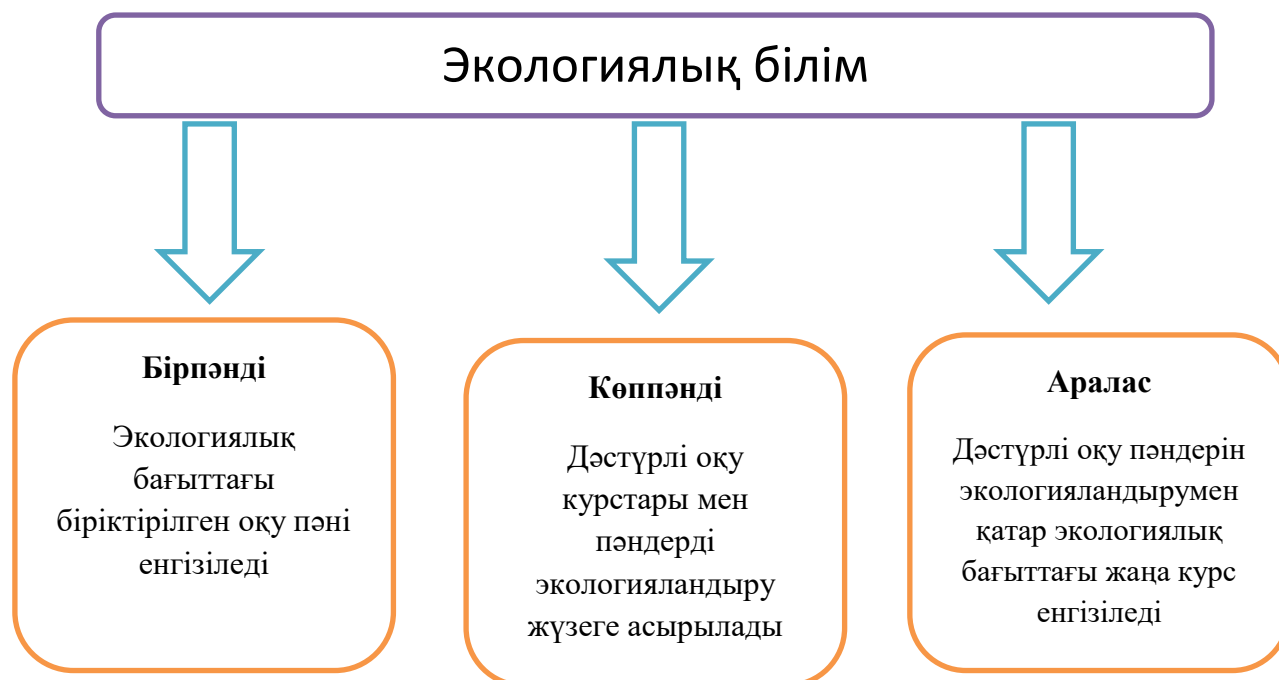 Экологиялық білім
Бірпәнді
Экологиялық
бағыттағы
біріктірілген оқу пәні
енгізіледі
Көппәнді
Дәстүрлі оқу
курстары мен
пәндерді
экологияландыру
жүзеге асырылады
Аралас
Дәстүрлі оқу пәндерін
экологияландырумен
қатар экологиялық
бағыттағы жаңа курс
енгізіледі